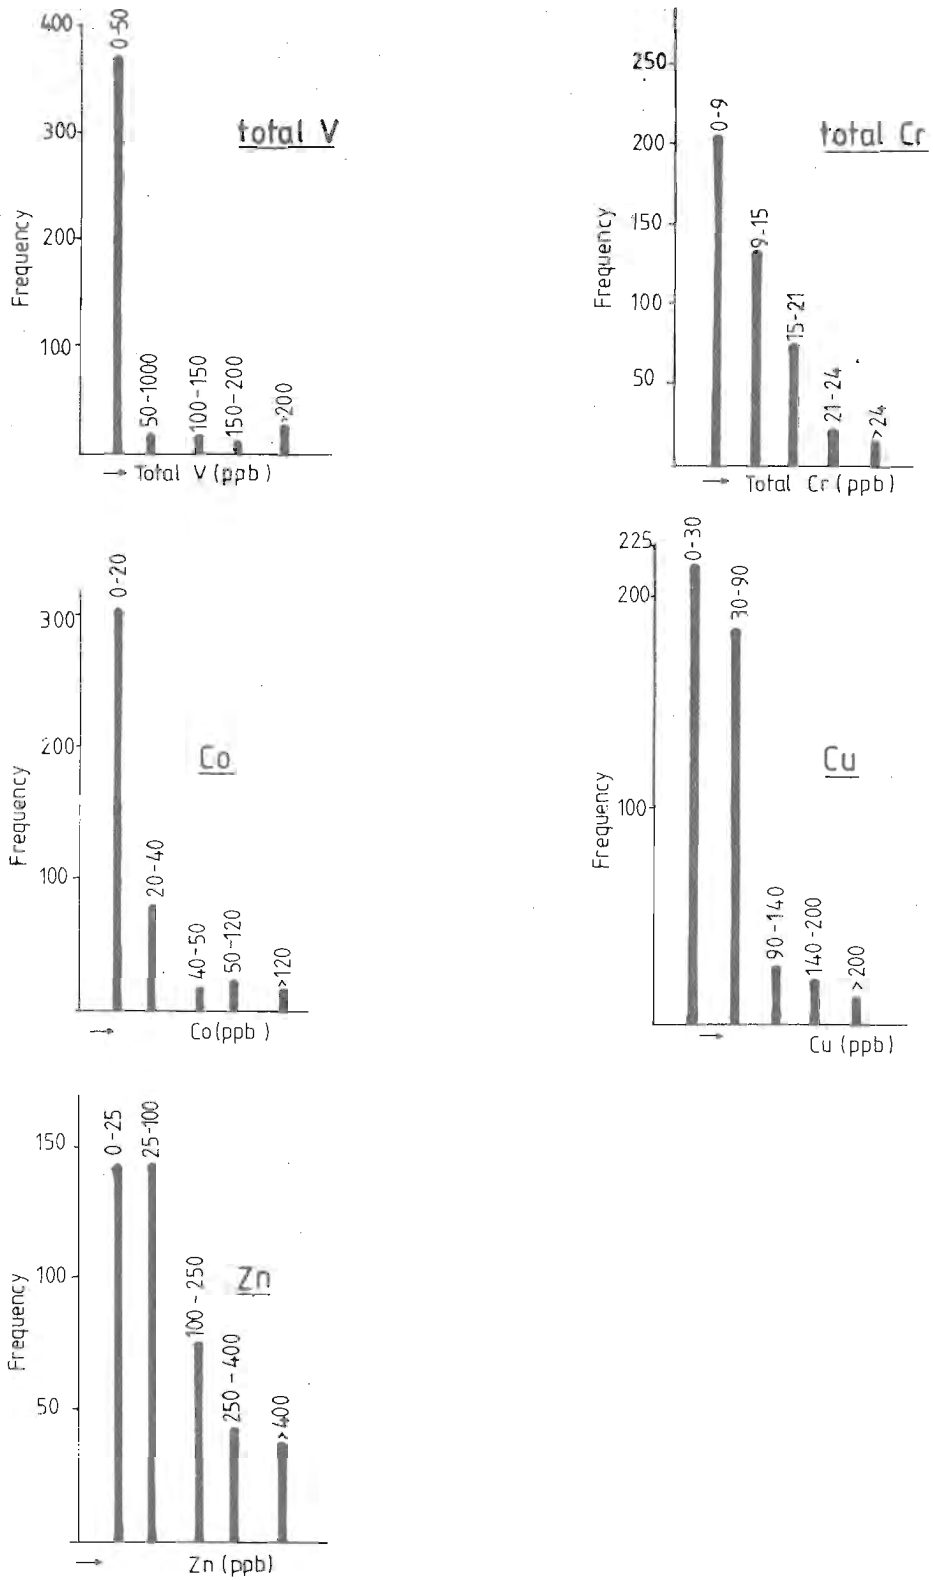 400
300
200
100
Frequency
0-50
50-1000
100-150
150-200
>200
total V
→ Total V (ppb)
250
200
150
100
50
Frequency
0-9
9-15
15-21
21-24
>24
total Cr
→ Total Cr (ppb)
300
200
100
Frequency
0-20
20-40
40-50
50-120
>120
Co
→ Co (ppb)
225
200
100
Frequency
0-30
30-90
90-140
140-200
>200
Cu
→ Cu (ppb)
150
100
50
Frequency
0-25
25-100
100-250
250-400
>400
Zn
→ Zn (ppb)